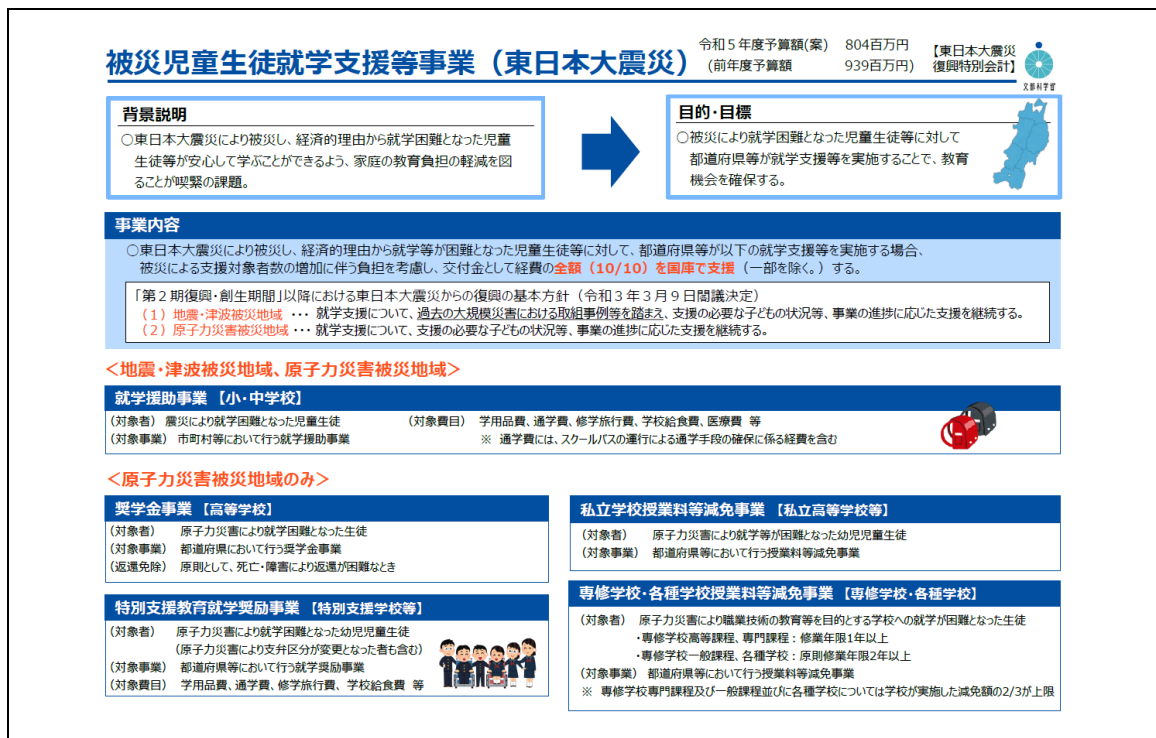 被災児童生徒就学支援等事業（東日本大震災）
令和５年度予算額(案)　804百万円
(前年度予算額　939百万円)
【東日本大震災
復興特別会計】
文部科学省
背景説明
○東日本大震災により被災し、経済的理由から就学困難となった児童
生徒等が安心して学ぶことができるよう、家庭の教育負担の軽減を図
ることが喫緊の課題。
目的・目標
○被災により就学困難となった児童生徒等に対して
都道府県等が就学支援等を実施することで、教育
機会を確保する。
事業内容
○東日本大震災により被災し、経済的理由から就学等が困難となった児童生徒等に対して、都道府県等が以下の就学支援等を実施する場合、
被災による支援対象者数の増加に伴う負担を考慮し、交付金として経費の全額（10/10）を国庫で支援（一部を除く。）する。
「第２期復興・創生期間」以降における東日本大震災からの復興の基本方針（令和３年３月９日閣議決定）
（１）地震・津波被災地域 ・・・ 就学支援について、過去の大規模災害における取組事例等を踏まえ、支援の必要な子どもの状況等、事業の進捗に応じた支援を継続する。
（２）原子力災害被災地域 ・・・ 就学支援について、支援の必要な子どもの状況等、事業の進捗に応じた支援を継続する。
＜地震・津波被災地域、原子力災害被災地域＞
就学援助事業 【小・中学校】
(対象者) 震災により就学困難となった児童生徒
(対象事業) 市町村等において行う就学援助事業
(対象費目) 学用品費、通学費、修学旅行費、学校給食費、医療費 等
※ 通学費には、スクールバスの運行による通学手段の確保に係る経費を含む
＜原子力災害被災地域のみ＞
奨学金事業 【高等学校】
(対象者) 原子力災害により就学困難となった生徒
(対象事業) 都道府県において行う奨学金事業
(返還免除) 原則として、死亡・障害により返還が困難なとき
特別支援教育就学奨励事業 【特別支援学校等】
(対象者) 原子力災害により就学困難となった幼児児童生徒
(原子力災害により支弁区分が変更となった者も含む)
(対象事業) 都道府県等において行う就学奨励事業
(対象費目) 学用品費、通学費、修学旅行費、学校給食費 等
私立学校授業料等減免事業 【私立高等学校等】
(対象者) 原子力災害により就学等が困難となった幼児児童生徒
(対象事業) 都道府県等において行う授業料等減免事業
専修学校・各種学校授業料等減免事業 【専修学校・各種学校】
(対象者) 原子力災害により職業技術の教育等を目的とする学校への就学が困難となった生徒
・専修学校高等課程、専門課程：修業年限1年以上
・専修学校一般課程、各種学校：原則修業年限2年以上
(対象事業) 都道府県等において行う授業料等減免事業
※ 専修学校専門課程及び一般課程並びに各種学校については学校が実施した減免額の2/3が上限